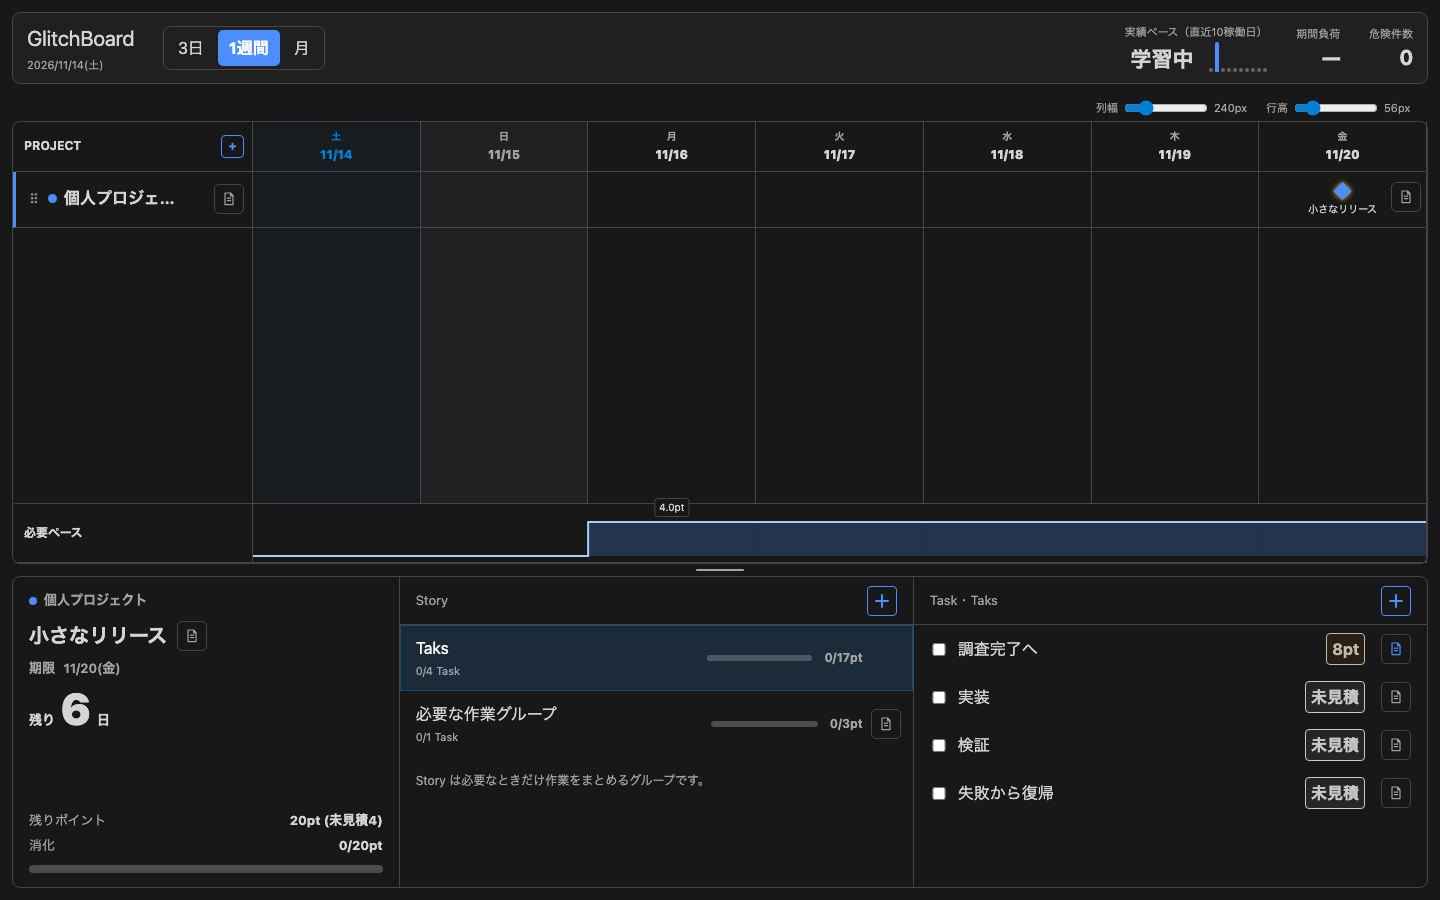 GlitchBoard
2026/11/14(土)
3日 1週間 月
実績ペース（直近10稼働日）
学習中
期間負荷
—
危険件数
0
列幅 240px 行高 56px
PROJECT +
土 11/14
日 11/15
月 11/16
火 11/17
水 11/18
木 11/19
金 11/20
個人プロジェ...
小さなリリース
4.0pt
必要ペース
個人プロジェクト
小さなリリース
期限 11/20(金)
残り 6 日
残りポイント 20pt (未見積4)
消化 0/20pt
Story +
Taks
0/4 Task
0/17pt
必要な作業グループ
0/1 Task
0/3pt
Story は必要なときだけ作業をまとめるグループです。
Task・Taks +
調査完了へ 8pt
実装 未見積
検証 未見積
失敗から復帰 未見積